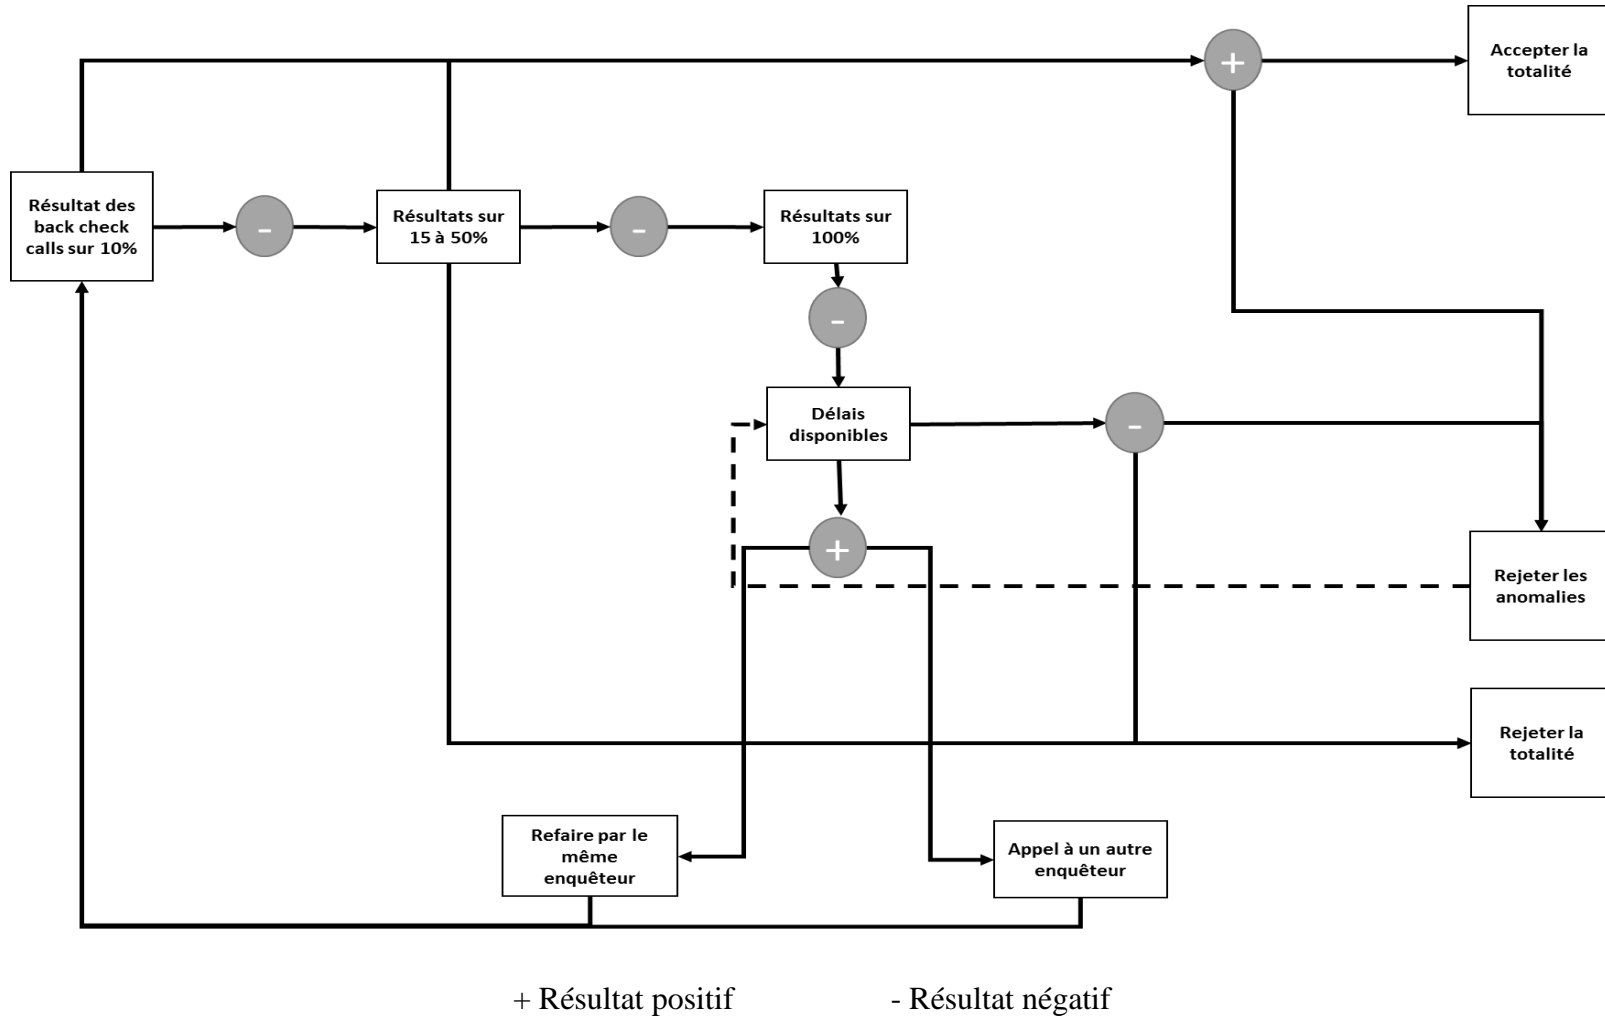 +
Accepter la
totalité
Résultat des
back check
calls sur 10%
-
Résultats sur
15 à 50%
-
Résultats sur
100%
-
Délais
disponibles
-
+
Rejeter les
anomalies
Rejeter la
totalité
Refaire par le
même
enquêteur
Appel à un autre
enquêteur
+ Résultat positif
- Résultat négatif